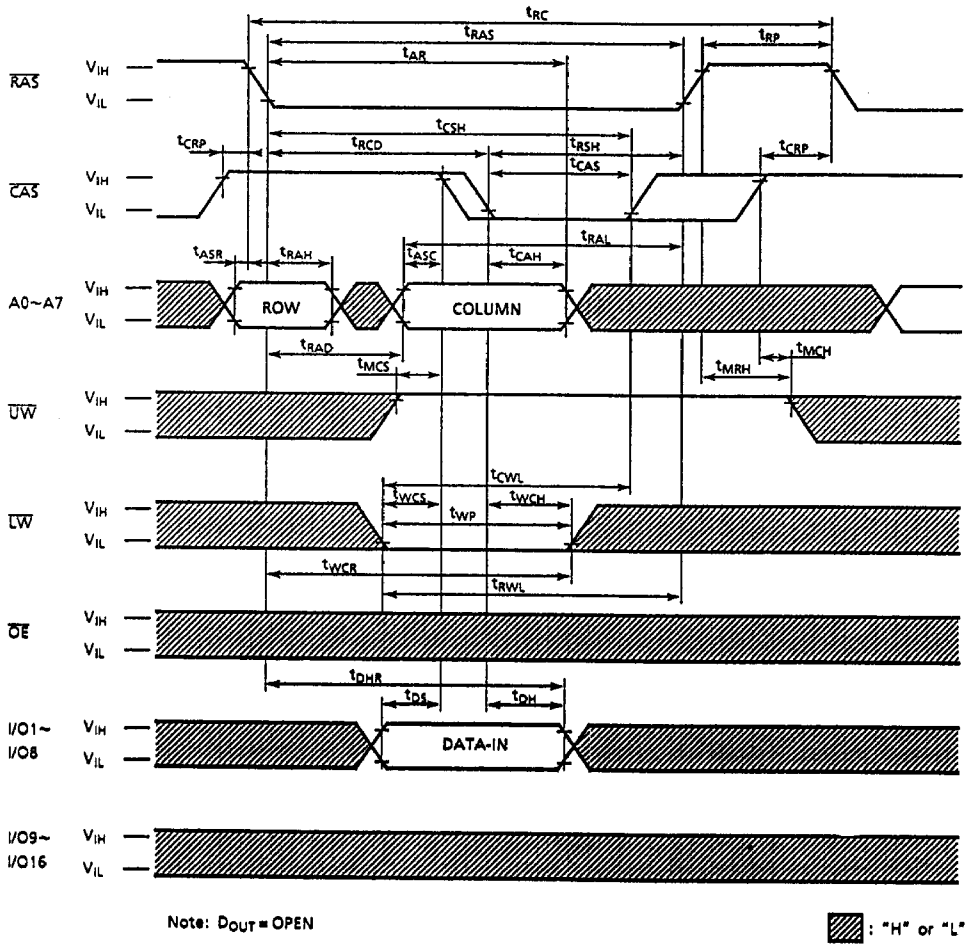 tRC
tRAS
tRP
tAR
RAS
VIH
VIL
tCSH
tCRP
tRCD
tRSH
tCRP
tCAS
CAS
VIH
VIL
tRAL
tASR
tRAH
tASC
tCAH
A0~A7
VIH
VIL
ROW
COLUMN
tRAD
tMCH
tMCS
tMRH
UW
VIH
VIL
tCWL
tWCS
tWCH
tWP
LW
VIH
VIL
tWCR
tRWL
OE
VIH
VIL
tDHR
tDS
tDH
I/O1~
I/O8
VIH
VIL
DATA-IN
I/O9~
I/O16
VIH
VIL
Note: DOUT = OPEN
: "H" or "L"